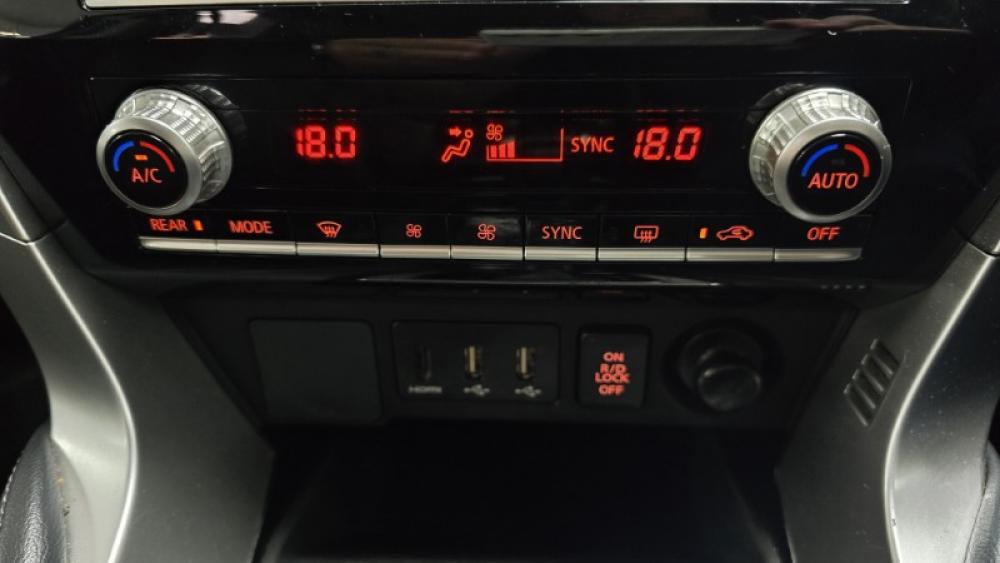 18.0 SYNC 18.0
A/C
AUTO
REAR MODE SYNC OFF
HDMI
ON
R/D
LOCK
OFF